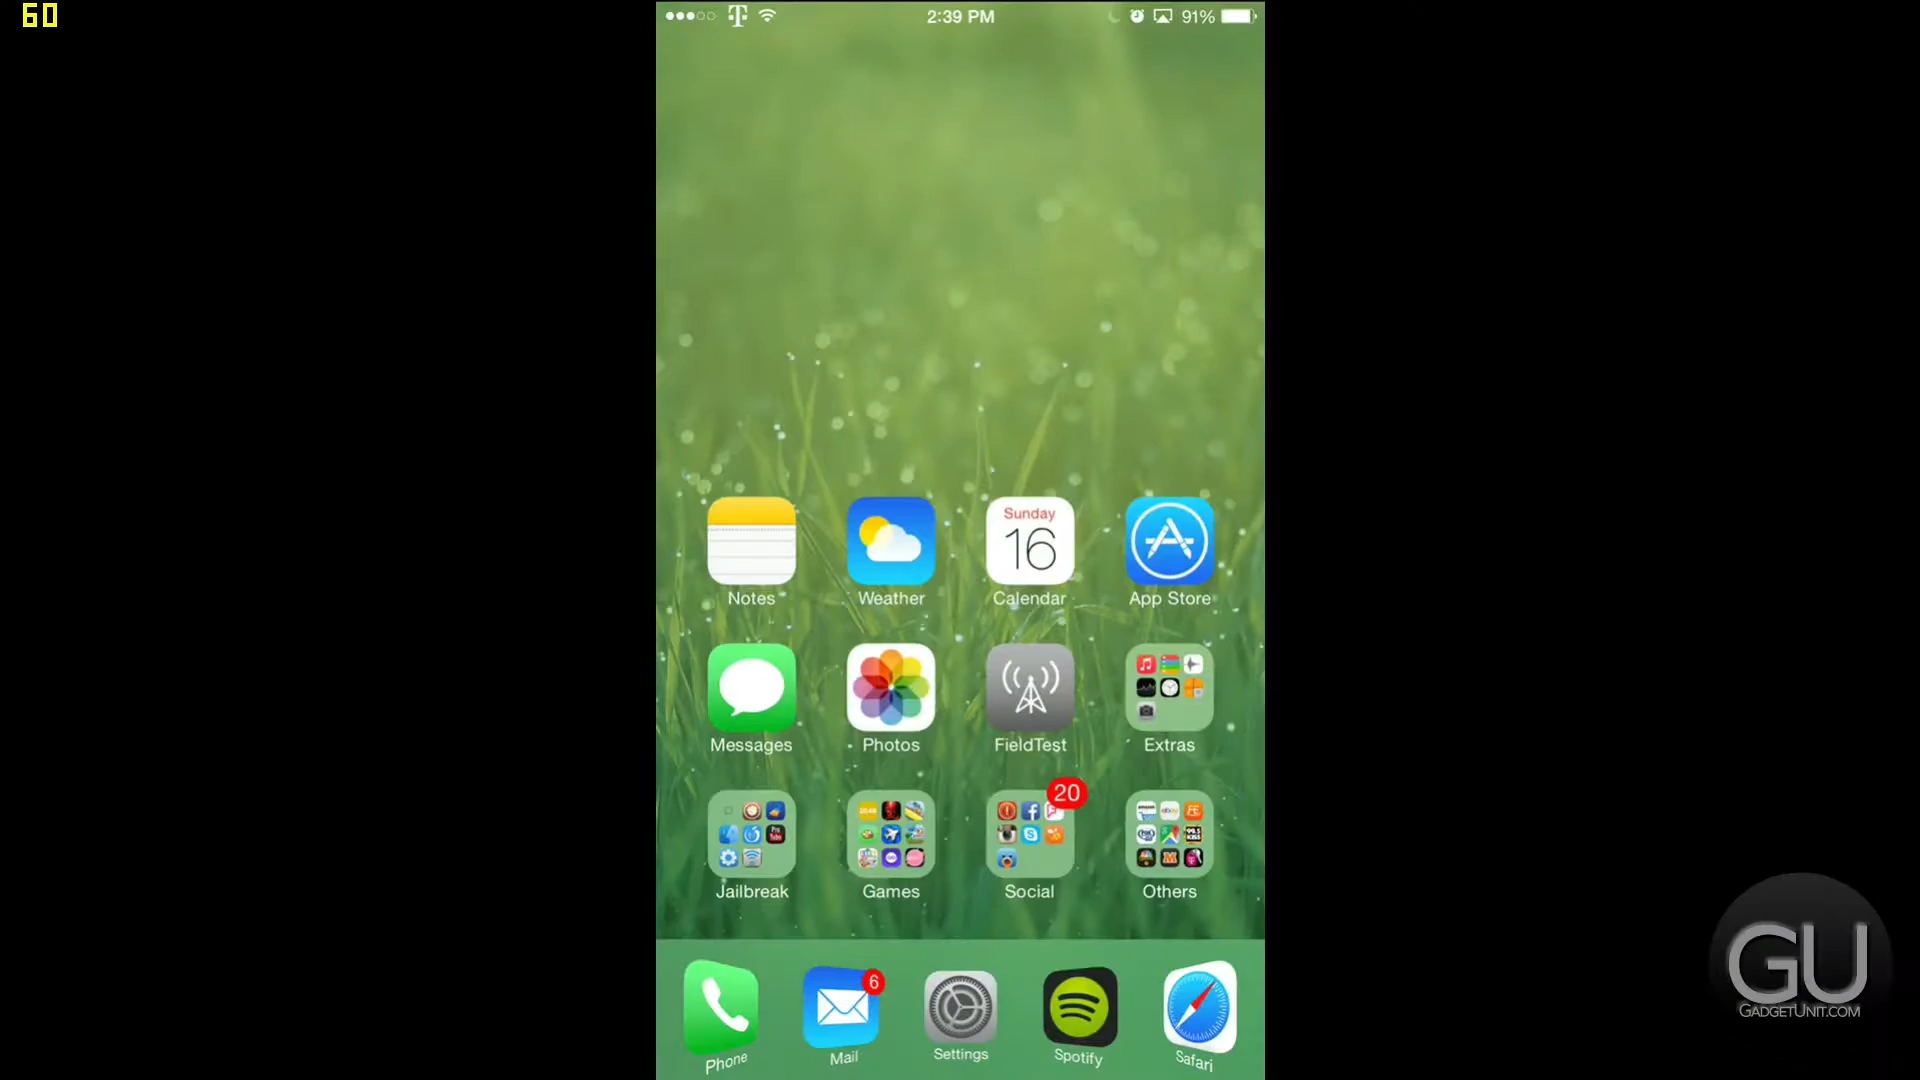 60
T 2:39 PM 91%
Sunday
16
Notes Weather Calendar App Store
Messages Photos FieldTest Extras
20
Jailbreak Games Social Others
6
Phone Mail Settings Spotify Safari
GU
GADGETUNIT.COM